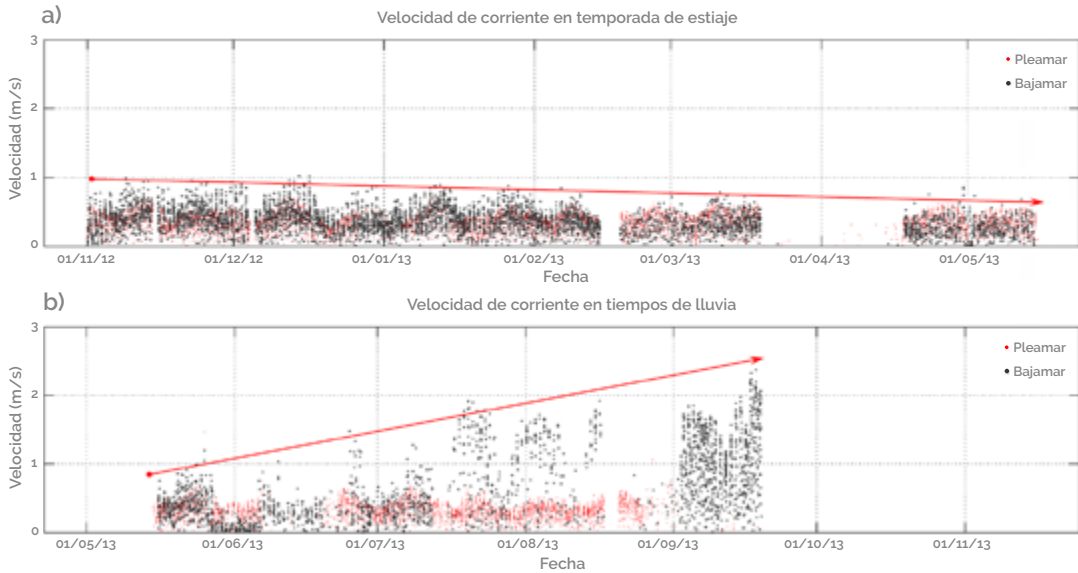 a)
Velocidad de corriente en temporada de estiaje
3
2
1
0
Velocidad (m/s)
Pleamar
Bajamar
01/11/12 01/12/12 01/01/13 01/02/13 01/03/13 01/04/13 01/05/13
Fecha
b)
Velocidad de corriente en tiempos de lluvia
3
2
1
0
Velocidad (m/s)
Pleamar
Bajamar
01/05/13 01/06/13 01/07/13 01/08/13 01/09/13 01/10/13 01/11/13
Fecha